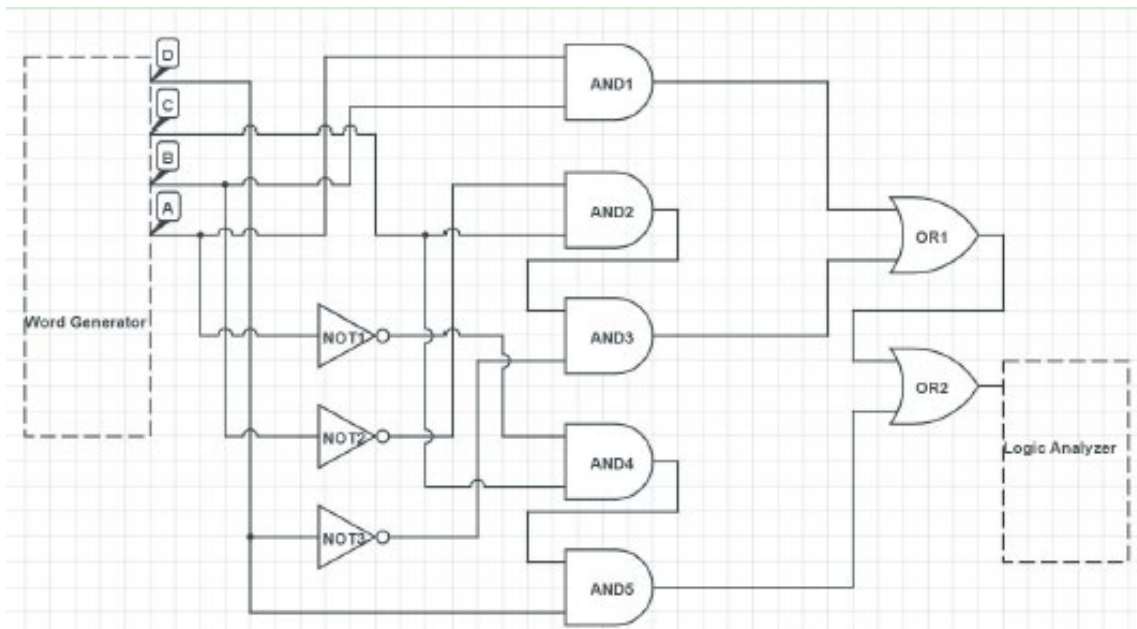 D
AND1
C
B
A
AND2
OR1
Word Generator
NOT1
AND3
OR2
NOT2
Logic Analyzer
AND4
NOT3
AND5